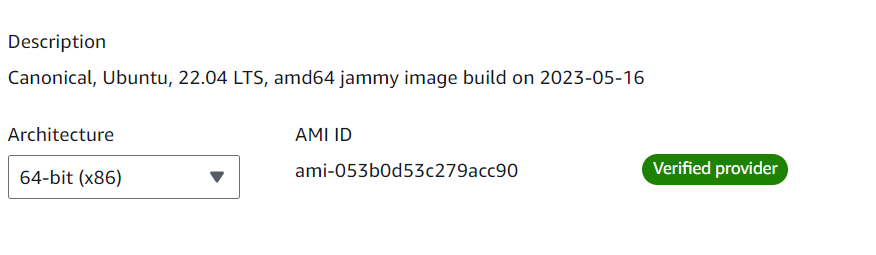 Description
Canonical, Ubuntu, 22.04 LTS, amd64 jammy image build on 2023-05-16
Architecture
AMI ID
64-bit (x86)
ami-053b0d53c279acc90
Verified provider